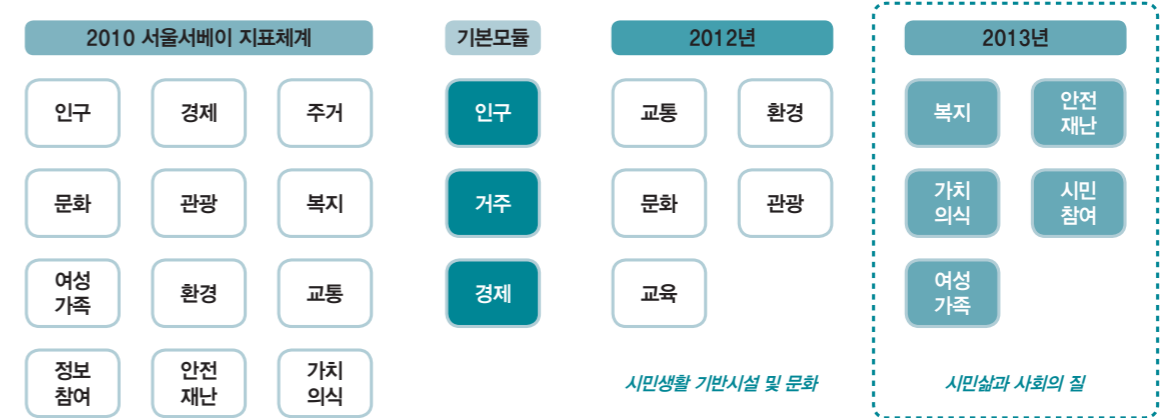 2010 서울서베이 지표체계
인구
경제
주거
문화
관광
복지
여성
가족
환경
교통
정보
참여
안전
재난
가치
의식
기본모듈
인구
거주
경제
2012년
교통
환경
문화
관광
교육
시민생활 기반시설 및 문화
2013년
복지
안전
재난
가치
의식
시민
참여
여성
가족
시민삶과 사회의 질